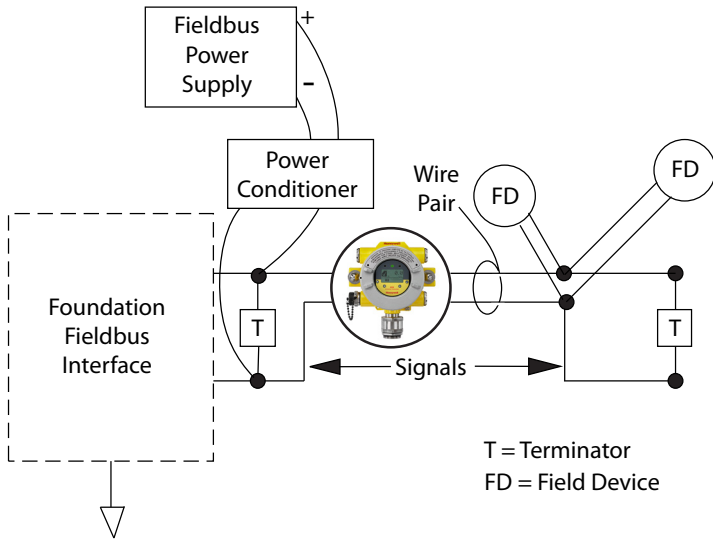 Fieldbus
Power
Supply
+
–
Power
Conditioner
Wire
Pair
FD
FD
Foundation
Fieldbus
Interface
T
T
Signals
T = Terminator
FD = Field Device